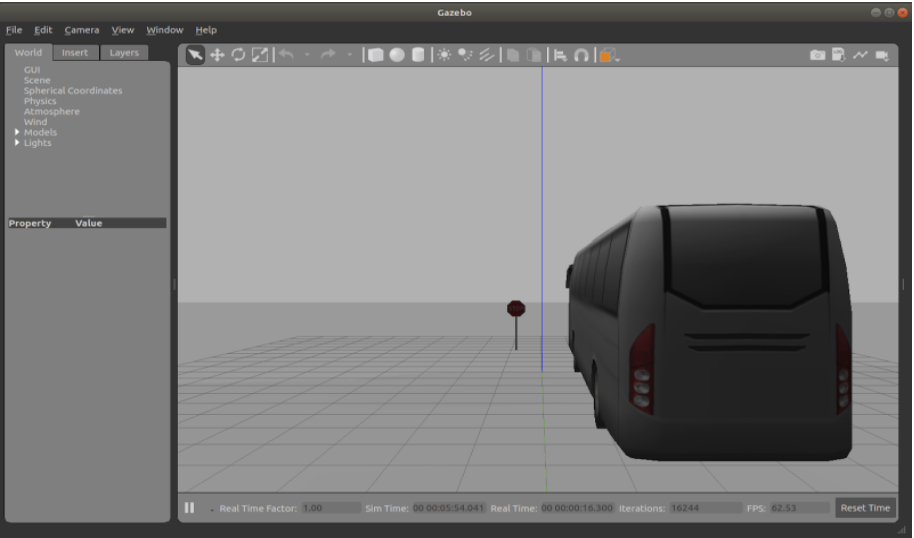 Gazebo
File Edit Camera View Window Help
World Insert Layers
GUI
Scene
Spherical Coordinates
Physics
Atmosphere
Wind
Models
Lights
Property Value
Real Time Factor: 1.00 Sim Time: 00 00:05:54.041 Real Time: 00 00:00:16.300 Iterations: 16244 FPS: 62.53 Reset Time